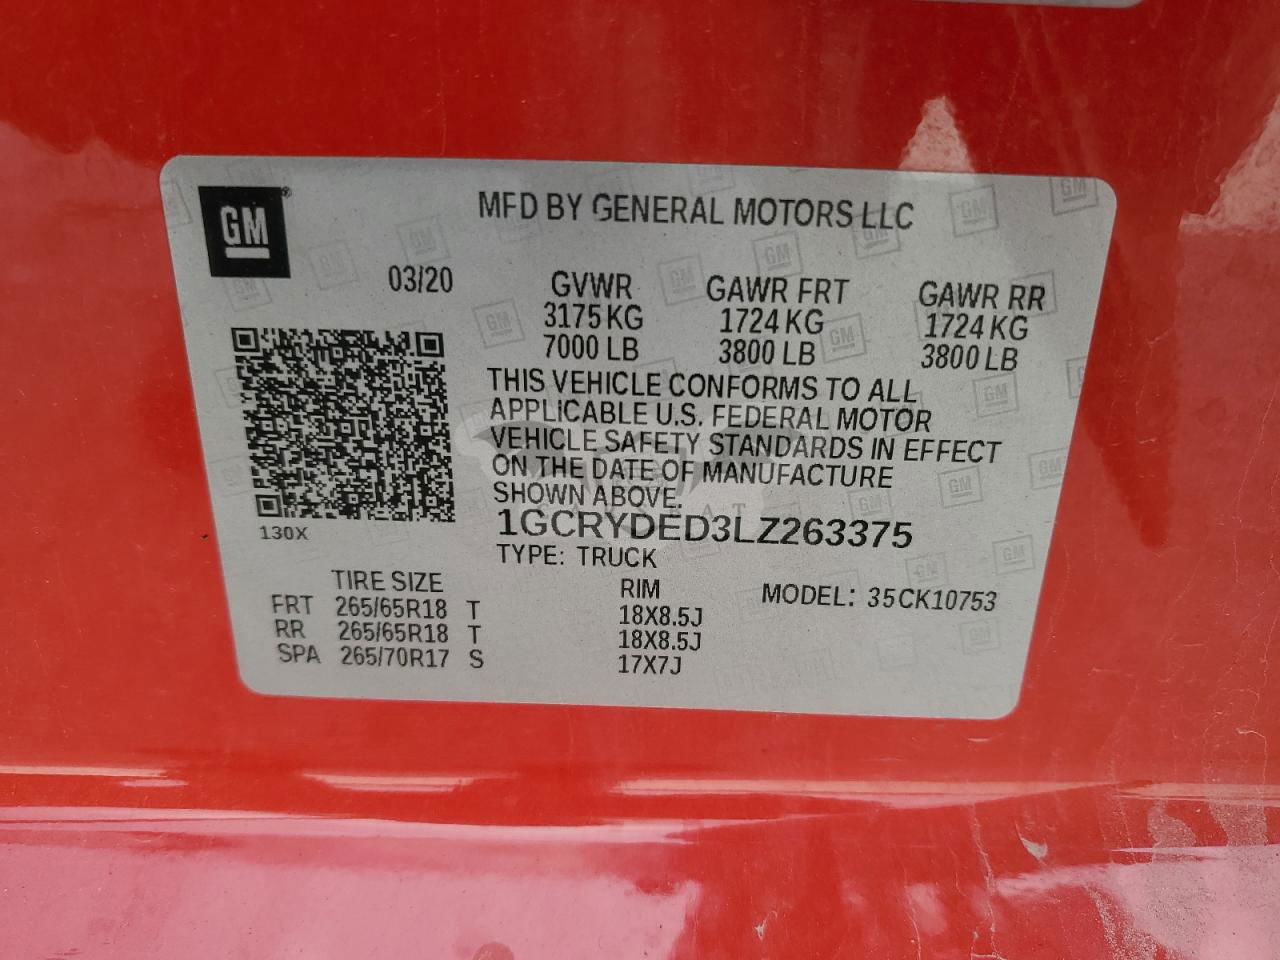 GM
MFD BY GENERAL MOTORS LLC
03/20
GVWR GAWR FRT GAWR RR
3175 KG 1724 KG 1724 KG
7000 LB 3800 LB 3800 LB
THIS VEHICLE CONFORMS TO ALL
APPLICABLE U.S. FEDERAL MOTOR
VEHICLE SAFETY STANDARDS IN EFFECT
ON THE DATE OF MANUFACTURE
SHOWN ABOVE.
1GCRYDED3LZ263375
130X
TYPE: TRUCK
TIRE SIZE RIM MODEL: 35CK10753
FRT 265/65R18 T 18X8.5J
RR 265/65R18 T 18X8.5J
SPA 265/70R17 S 17X7J